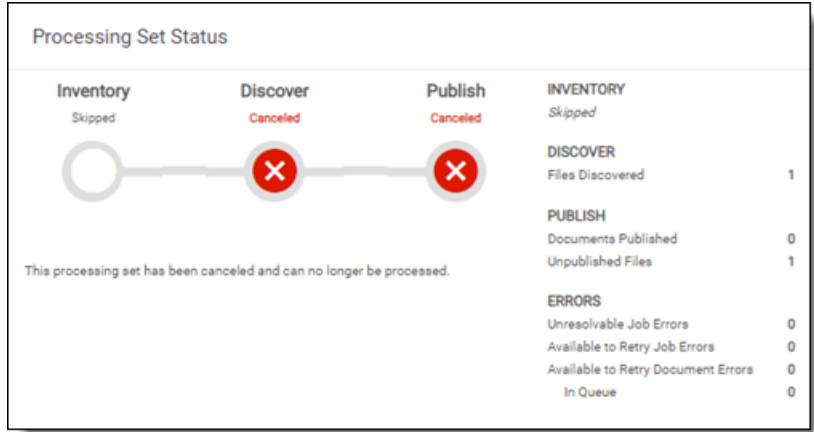 Processing Set Status
Inventory
Skipped
Discover
Canceled
Publish
Canceled
This processing set has been canceled and can no longer be processed.
INVENTORY
Skipped
DISCOVER
Files Discovered 1
PUBLISH
Documents Published 0
Unpublished Files 1
ERRORS
Unresolvable Job Errors 0
Available to Retry Job Errors 0
Available to Retry Document Errors 0
In Queue 0